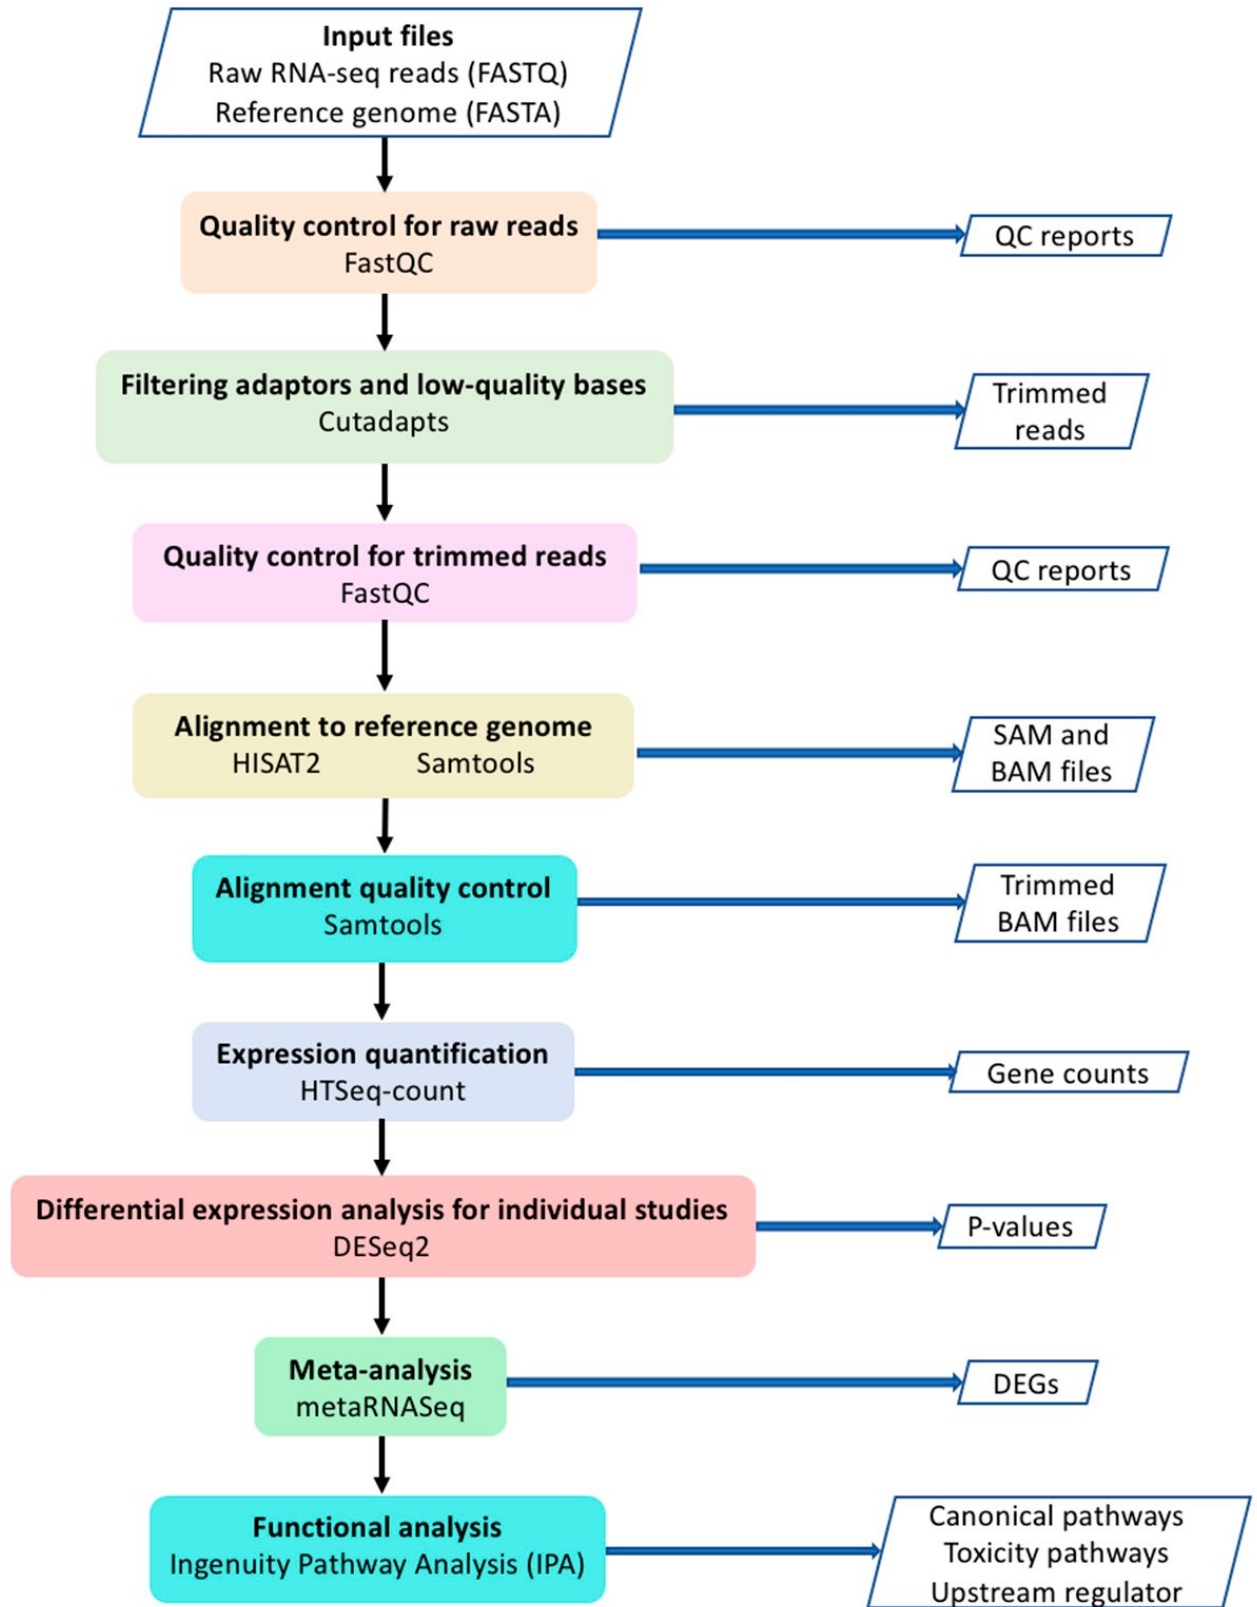 Input files
Raw RNA-seq reads (FASTQ)
Reference genome (FASTA)
Quality control for raw reads
FastQC
QC reports
Filtering adaptors and low-quality bases
Cutadapts
Trimmed
reads
Quality control for trimmed reads
FastQC
QC reports
Alignment to reference genome
HISAT2 Samtools
SAM and
BAM files
Alignment quality control
Samtools
Trimmed
BAM files
Expression quantification
HTSeq-count
Gene counts
Differential expression analysis for individual studies
DESeq2
P-values
Meta-analysis
metaRNASeq
DEGs
Functional analysis
Ingenuity Pathway Analysis (IPA)
Canonical pathways
Toxicity pathways
Upstream regulator